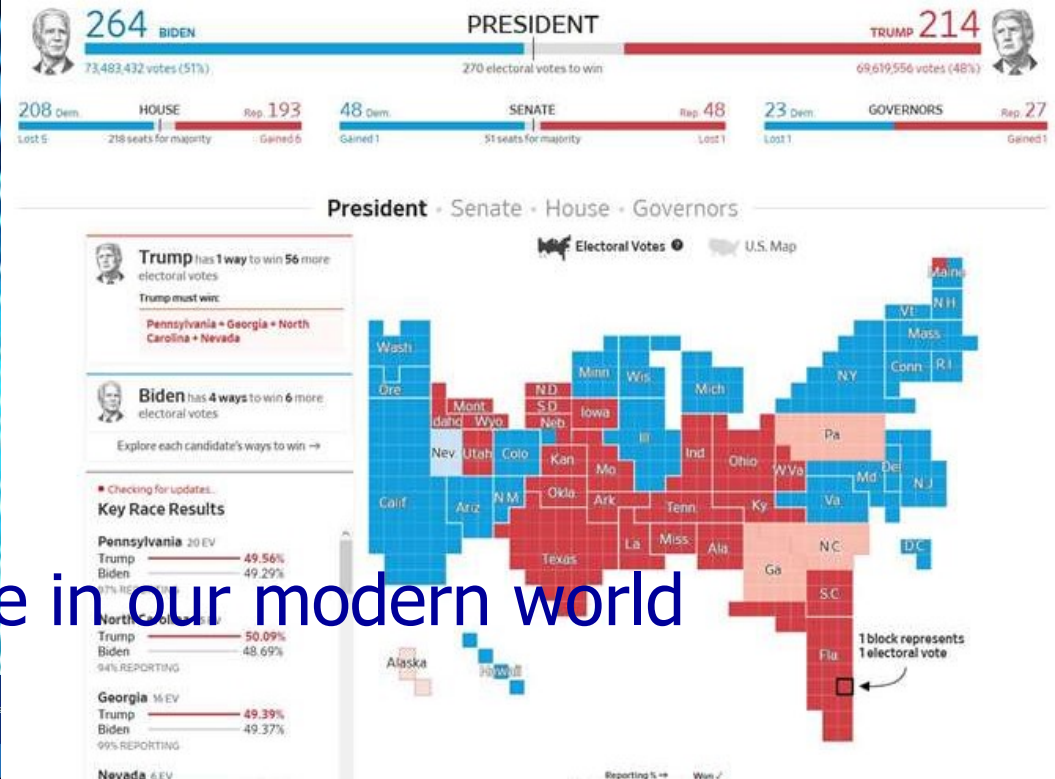 264 BIDEN
PRESIDENT
TRUMP 214
73,483,432 votes (51%)
270 electoral votes to win
69,619,556 votes (48%)
208 Dem.
HOUSE
Rep. 193
Lost 5
218 seats for majority
Gained 6
48 Dem.
SENATE
Rep. 48
Gained 1
51 seats for majority
Lost 1
23 Dem.
GOVERNORS
Rep. 27
Lost 1
Gained 1
President · Senate · House · Governors
Electoral Votes ?
U.S. Map
Trump has 1 way to win 56 more
electoral votes
Trump must win:
Pennsylvania + Georgia + North
Carolina + Nevada
Biden has 4 ways to win 6 more
electoral votes
Explore each candidate's ways to win →
Checking for updates...
Key Race Results
Pennsylvania 20 EV
Trump 49.56%
Biden 49.29%
97% REPORTING
e in our modern world
North Carolina 15 EV
Trump 50.09%
Biden 48.69%
94% REPORTING
Georgia 16 EV
Trump 49.39%
Biden 49.37%
99% REPORTING
Nevada 6 EV
Maine
Vt
N.H
Wash
Mass
Minn
Wis
Mich
N.Y
Conn
R.I
Ore
N.D
Mont
S.D
Iowa
Idaho
Wyo
Neb
Pa
Ill
Nev
Utah
Colo
Kan
Mo
Ind
Ohio
W.Va
Md
De
N.J
Calif
Ariz
N.M
Okla
Ark
Tenn
Ky
Va
Texas
La
Miss
Ala
N.C
D.C
Ga
S.C
Fla
Alaska
Hawaii
1 block represents
1 electoral vote
Reporting % →
Won ✓